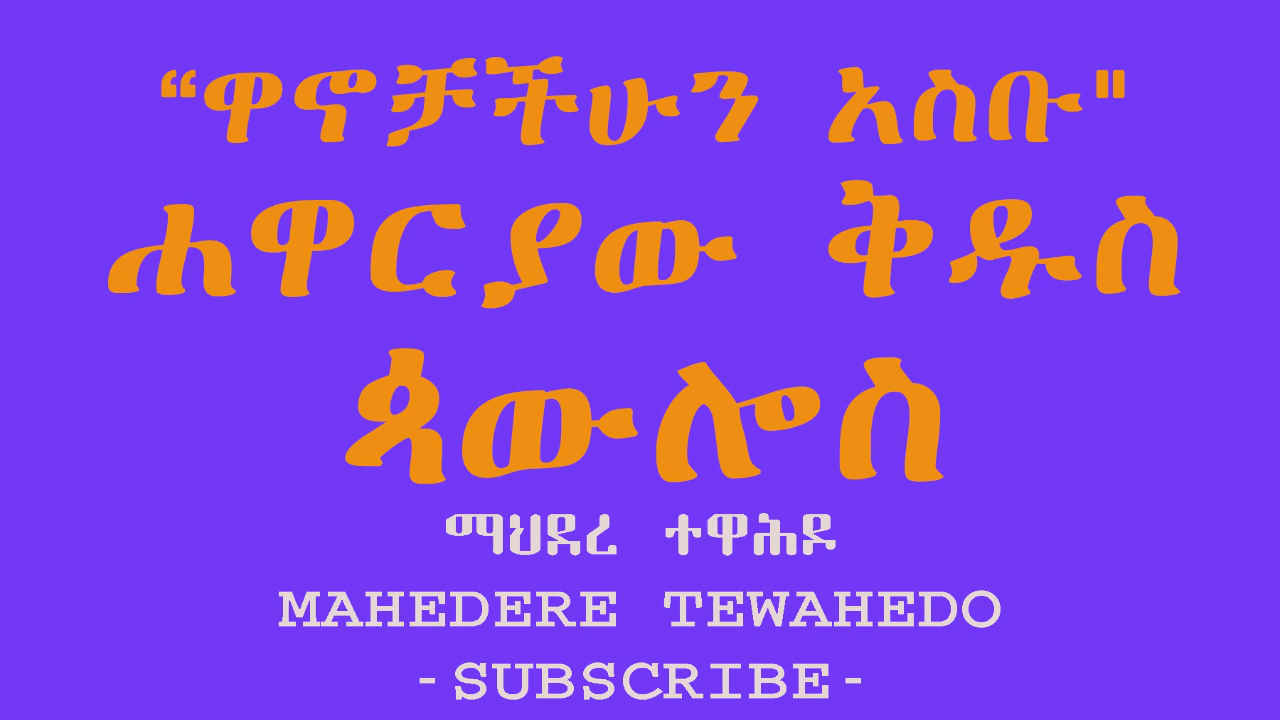 “ዋኖቻችሁን አስቡ"
ሐዋርያው ቅዱስ
ጳውሎስ
ማህደረ ተዋሕዶ
MAHEDERE TEWAHEDO
-SUBSCRIBE-